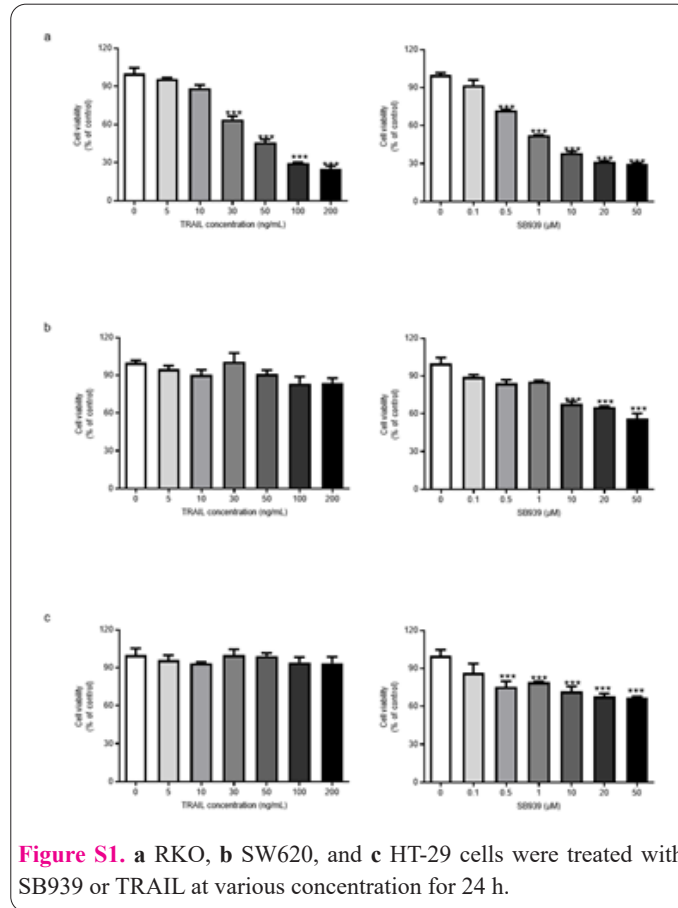 a
Cell viability
(% of control)
120
90
60
30
0
***
***
***
***
0 5 10 30 50 100 200
TRAIL concentration (ng/mL)
Cell viability
(% of control)
120
90
60
30
0
***
***
***
***
***
0 0.1 0.5 1 10 20 50
SB939 (μM)
b
Cell viability
(% of control)
120
90
60
30
0
0 5 10 30 50 100 200
TRAIL concentration (ng/mL)
Cell viability
(% of control)
120
90
60
30
0
***
***
***
0 0.1 0.5 1 10 20 50
SB939 (μM)
c
Cell viability
(% of control)
120
90
60
30
0
0 5 10 30 50 100 200
TRAIL concentration (ng/mL)
Cell viability
(% of control)
120
90
60
30
0
***
***
***
***
***
0 0.1 0.5 1 10 20 50
SB939 (μM)
Figure S1. a RKO, b SW620, and c HT-29 cells were treated with
SB939 or TRAIL at various concentration for 24 h.